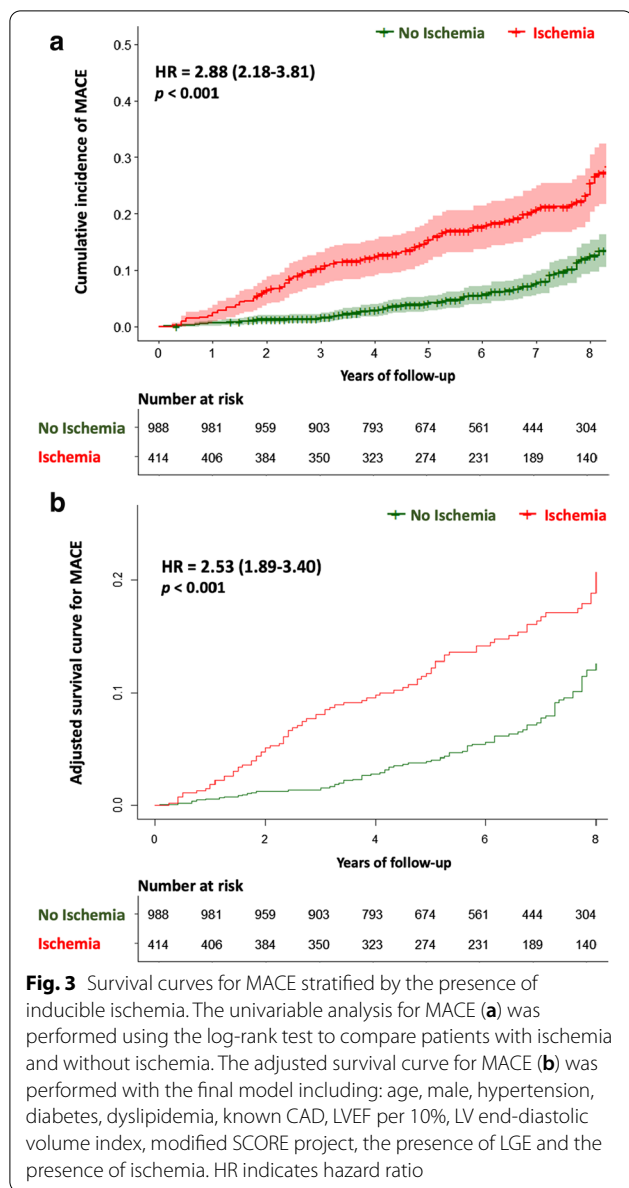 a
No Ischemia Ischemia
HR = 2.88 (2.18-3.81)
p < 0.001
Cumulative incidence of MACE
0.5
0.4
0.3
0.2
0.1
0.0
0 1 2 3 4 5 6 7 8
Years of follow-up
Number at risk
No Ischemia 988 981 959 903 793 674 561 444 304
Ischemia 414 406 384 350 323 274 231 189 140
b
No Ischemia Ischemia
HR = 2.53 (1.89-3.40)
p < 0.001
Adjusted survival curve for MACE
0.2
0.1
0.0
0 2 4 6 8
Years of follow-up
Number at risk
No Ischemia 988 981 959 903 793 674 561 444 304
Ischemia 414 406 384 350 323 274 231 189 140
Fig. 3 Survival curves for MACE stratified by the presence of
inducible ischemia. The univariable analysis for MACE (a) was
performed using the log-rank test to compare patients with ischemia
and without ischemia. The adjusted survival curve for MACE (b) was
performed with the final model including: age, male, hypertension,
diabetes, dyslipidemia, known CAD, LVEF per 10%, LV end-diastolic
volume index, modified SCORE project, the presence of LGE and the
presence of ischemia. HR indicates hazard ratio